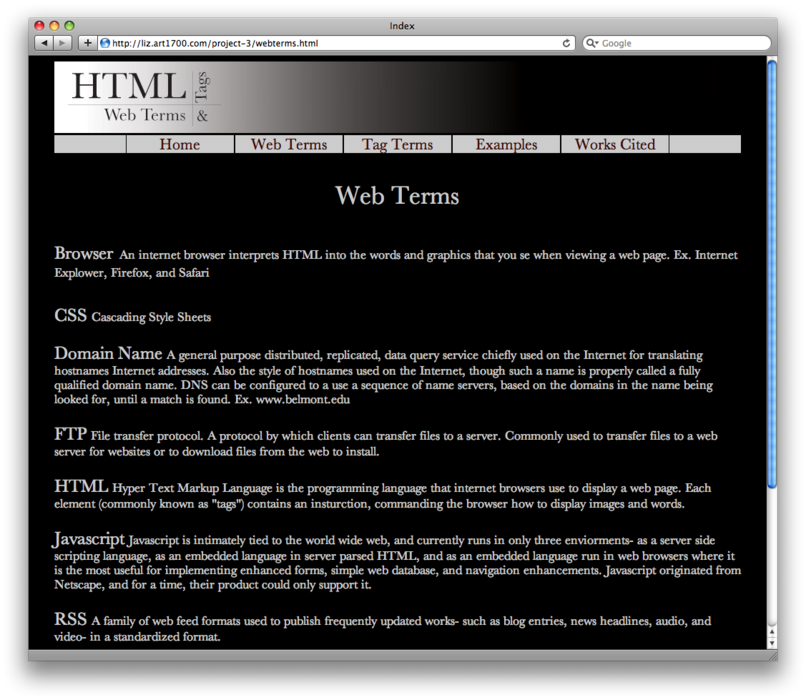 Index
http://liz.art1700.com/project-3/webterms.html
Google
HTML
Tags
Web Terms &
Home Web Terms Tag Terms Examples Works Cited
Web Terms
Browser An internet browser interprets HTML into the words and graphics that you se when viewing a web page. Ex. Internet
Explower, Firefox, and Safari
CSS Cascading Style Sheets
Domain Name A general purpose distributed, replicated, data query service chiefly used on the Internet for translating
hostnames Internet addresses. Also the style of hostnames used on the Internet, though such a name is properly called a fully
qualified domain name. DNS can be configured to a use a sequence of name servers, based on the domains in the name being
looked for, until a match is found. Ex. www.belmont.edu
FTP File transfer protocol. A protocol by which clients can transfer files to a server. Commonly used to transfer files to a web
server for websites or to download files from the web to install.
HTML Hyper Text Markup Language is the programming language that internet browsers use to display a web page. Each
element (commonly known as "tags") contains an insturction, commanding the browser how to display images and words.
Javascript Javascript is intimately tied to the world wide web, and currently runs in only three enviorments- as a server side
scripting language, as an embedded language in server parsed HTML, and as an embedded language run in web browsers where it
is the most useful for implementing enhanced forms, simple web database, and navigation enhancements. Javascript originated from
Netscape, and for a time, their product could only support it.
RSS A family of web feed formats used to publish frequently updated works- such as blog entries, news headlines, audio, and
video- in a standardized format.